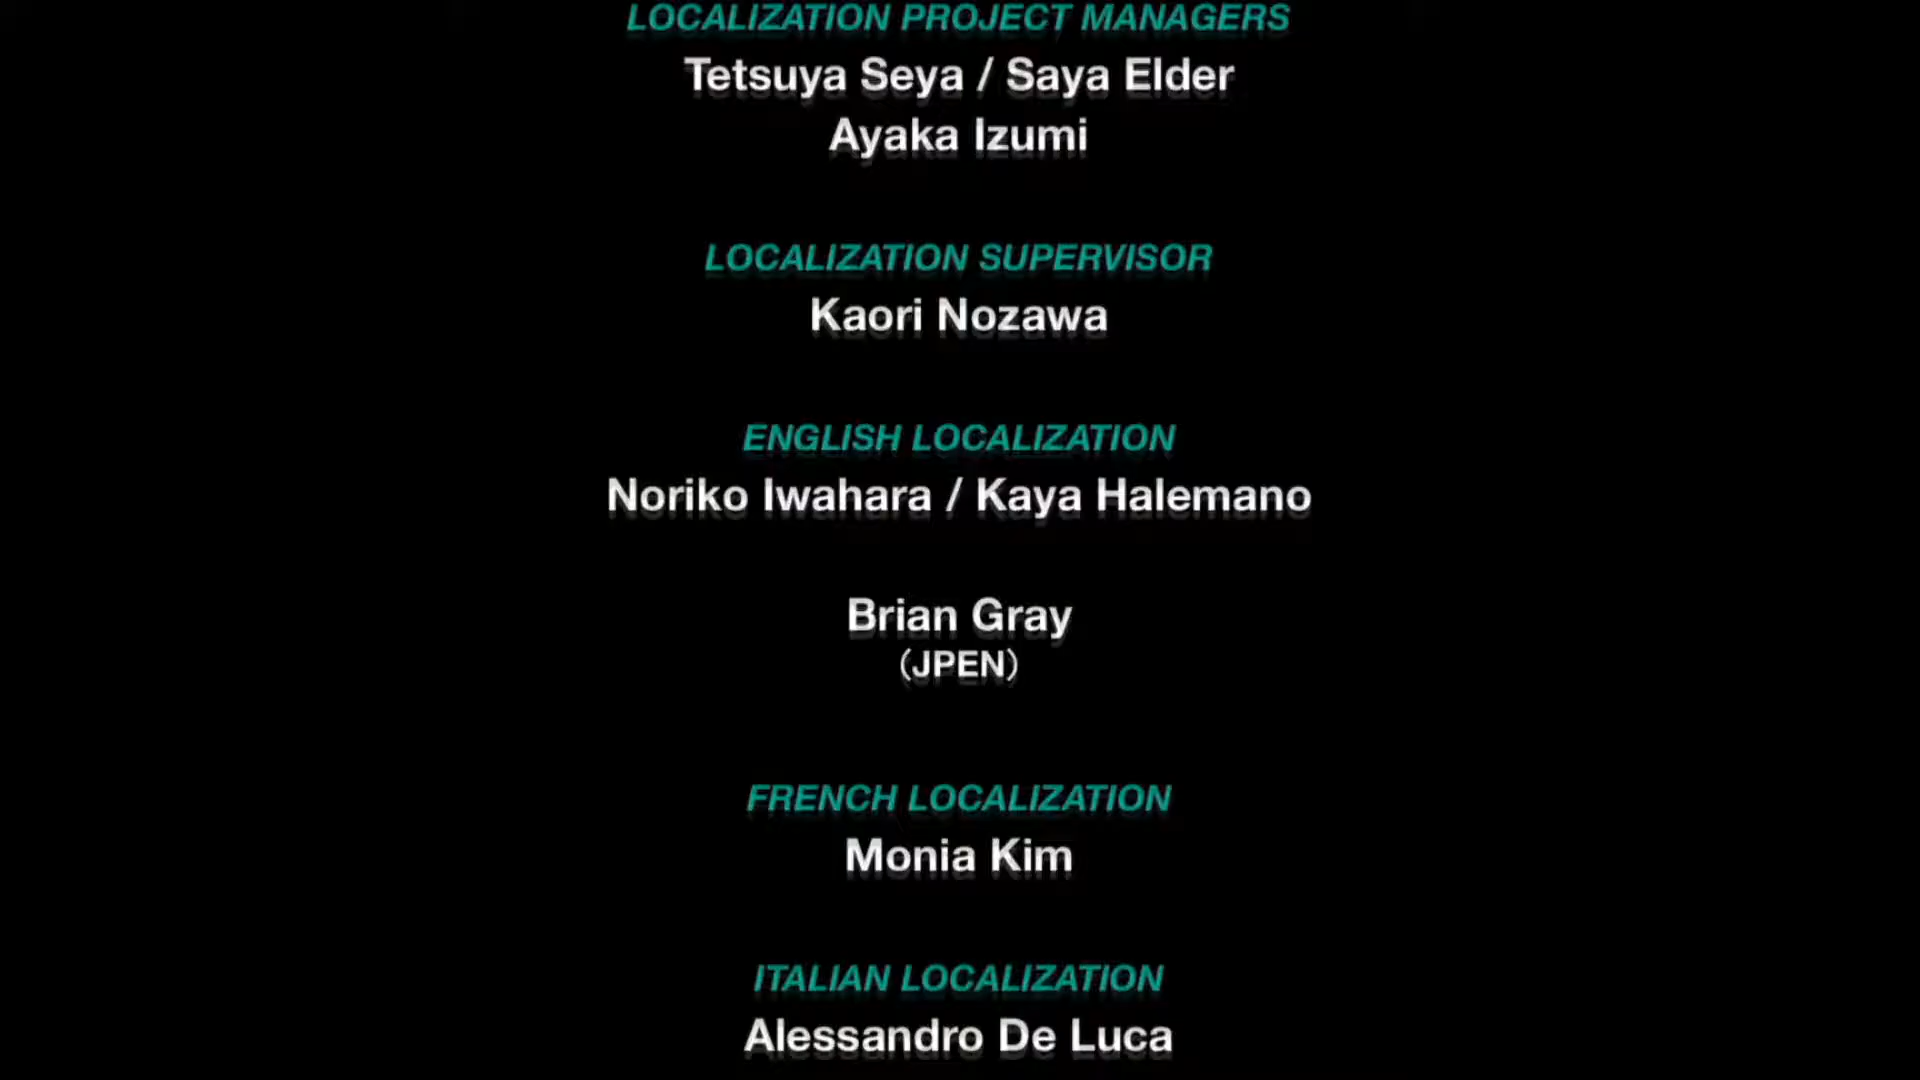 LOCALIZATION PROJECT MANAGERS
Tetsuya Seya / Saya Elder
Ayaka Izumi
LOCALIZATION SUPERVISOR
Kaori Nozawa
ENGLISH LOCALIZATION
Noriko Iwahara / Kaya Halemano
Brian Gray
(JPEN)
FRENCH LOCALIZATION
Monia Kim
ITALIAN LOCALIZATION
Alessandro De Luca